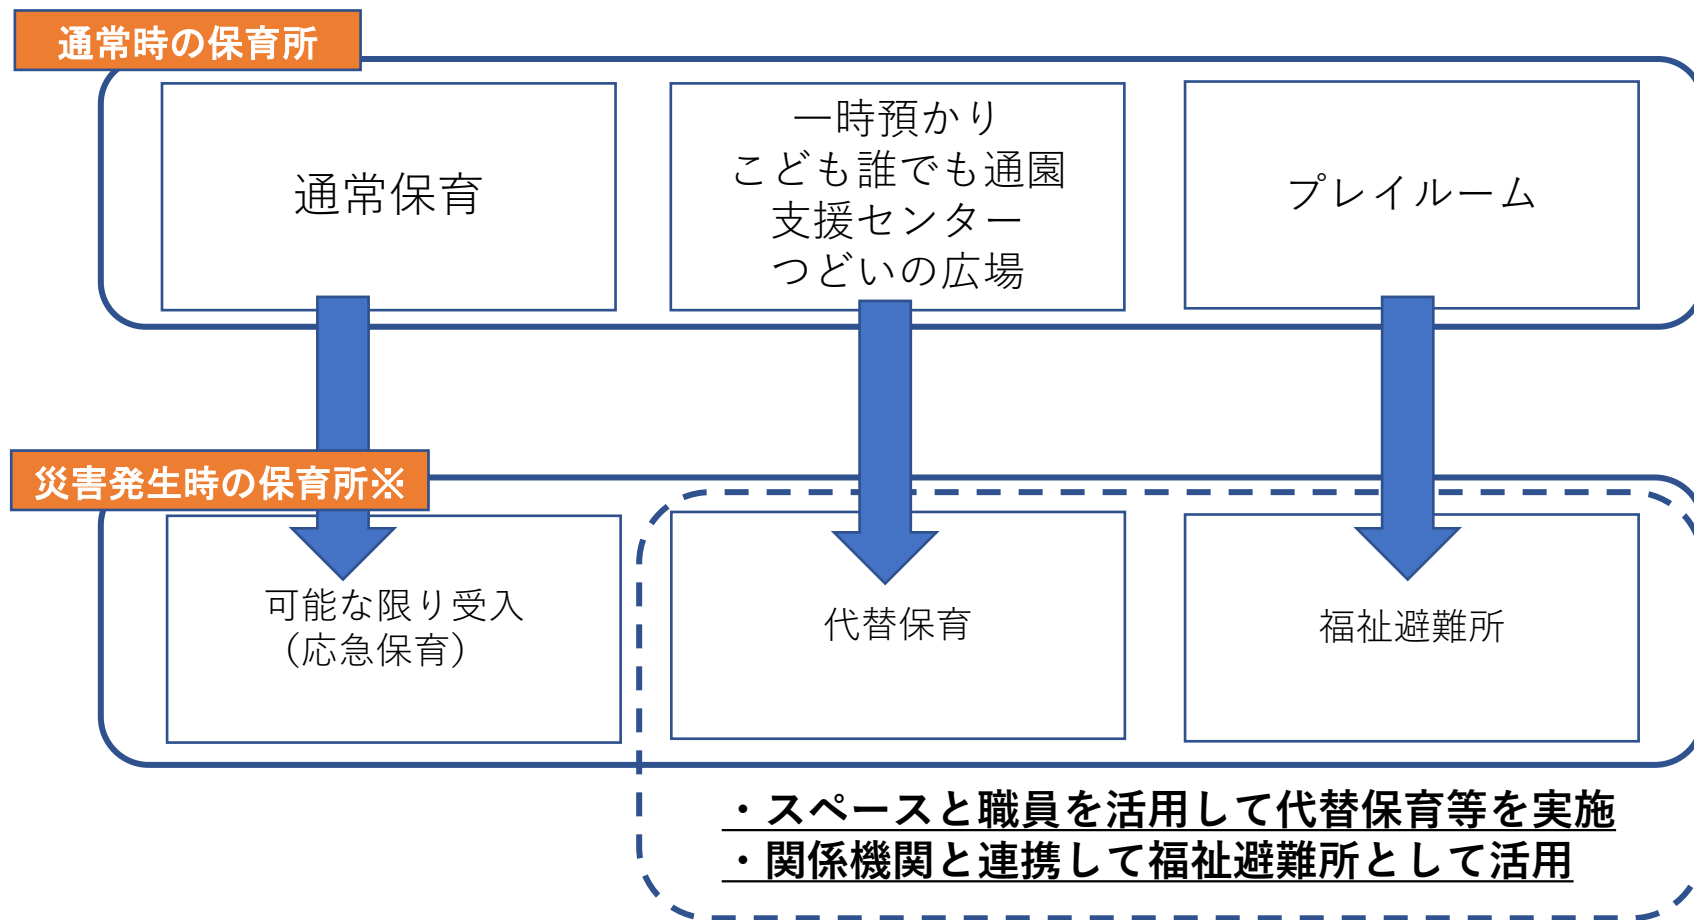 通常時の保育所
通常保育
一時預かり
こども誰でも通園
支援センター
つどいの広場
プレイルーム
災害発生時の保育所※
可能な限り受入
（応急保育）
代替保育
福祉避難所
・スペースと職員を活用して代替保育等を実施
・関係機関と連携して福祉避難所として活用